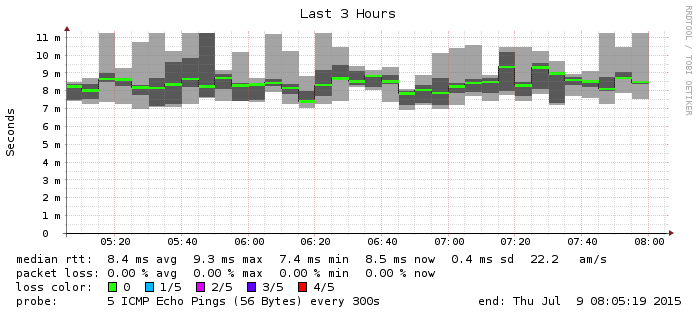 Last 3 Hours
RRDTOOL / TOBI OETIKER
Seconds
11 m
10 m
9 m
8 m
7 m
6 m
5 m
4 m
3 m
2 m
1 m
0
05:20 05:40 06:00 06:20 06:40 07:00 07:20 07:40 08:00
median rtt: 8.4 ms avg 9.3 ms max 7.4 ms min 8.5 ms now 0.4 ms sd 22.2 am/s
packet loss: 0.00 % avg 0.00 % max 0.00 % min 0.00 % now
loss color: 0 1/5 2/5 3/5 4/5
probe: 5 ICMP Echo Pings (56 Bytes) every 300s end: Thu Jul 9 08:05:19 2015